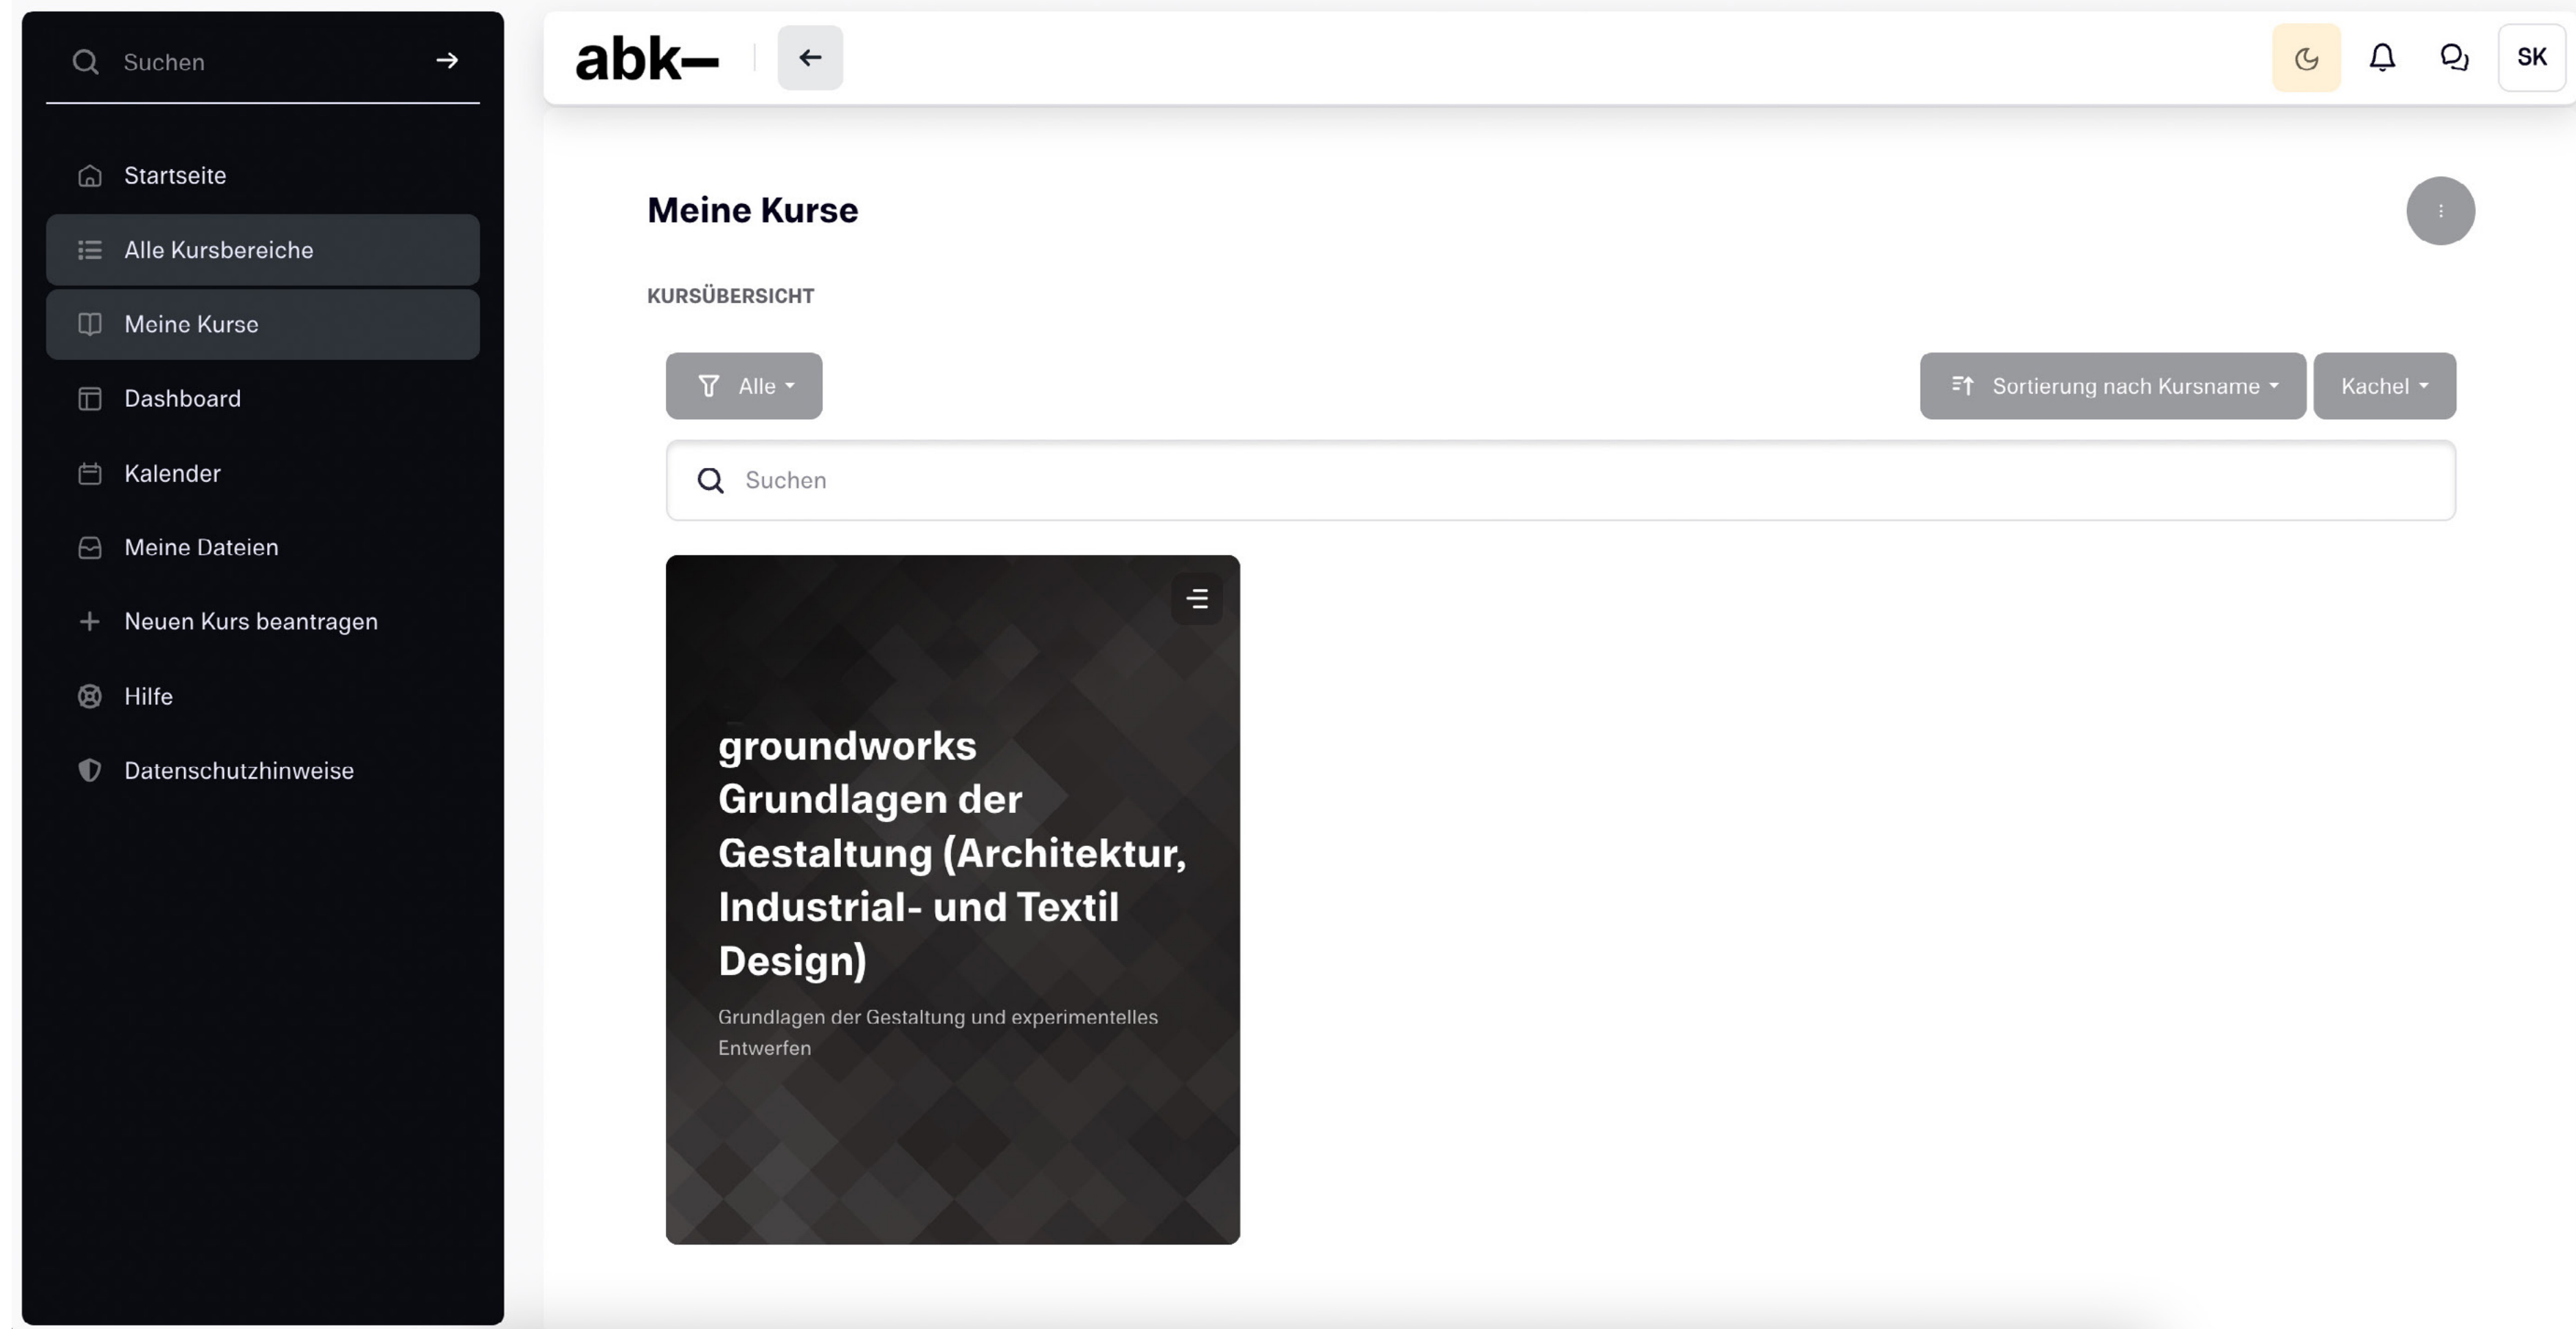 Suchen
Startseite
Alle Kursbereiche
Meine Kurse
Dashboard
Kalender
Meine Dateien
Neuen Kurs beantragen
Hilfe
Datenschutzhinweise
abk–
SK
Meine Kurse
KURSÜBERSICHT
Alle
Sortierung nach Kursname
Kachel
Suchen
groundworks
Grundlagen der
Gestaltung (Architektur,
Industrial- und Textil
Design)
Grundlagen der Gestaltung und experimentelles
Entwerfen